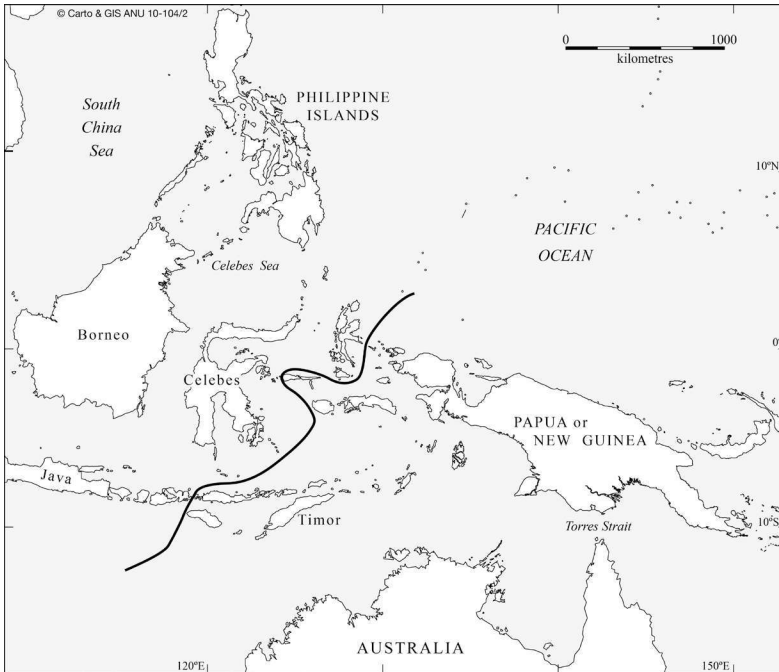 © Carto & GIS ANU 10-104/2
0
1000
kilometres
South
China
Sea
PHILIPPINE
ISLANDS
10ºN
PACIFIC
OCEAN
Celebes Sea
Borneo
0º
Celebes
PAPUA or
NEW GUINEA
Java
Timor
Torres Strait
10ºS
AUSTRALIA
120ºE
150ºE